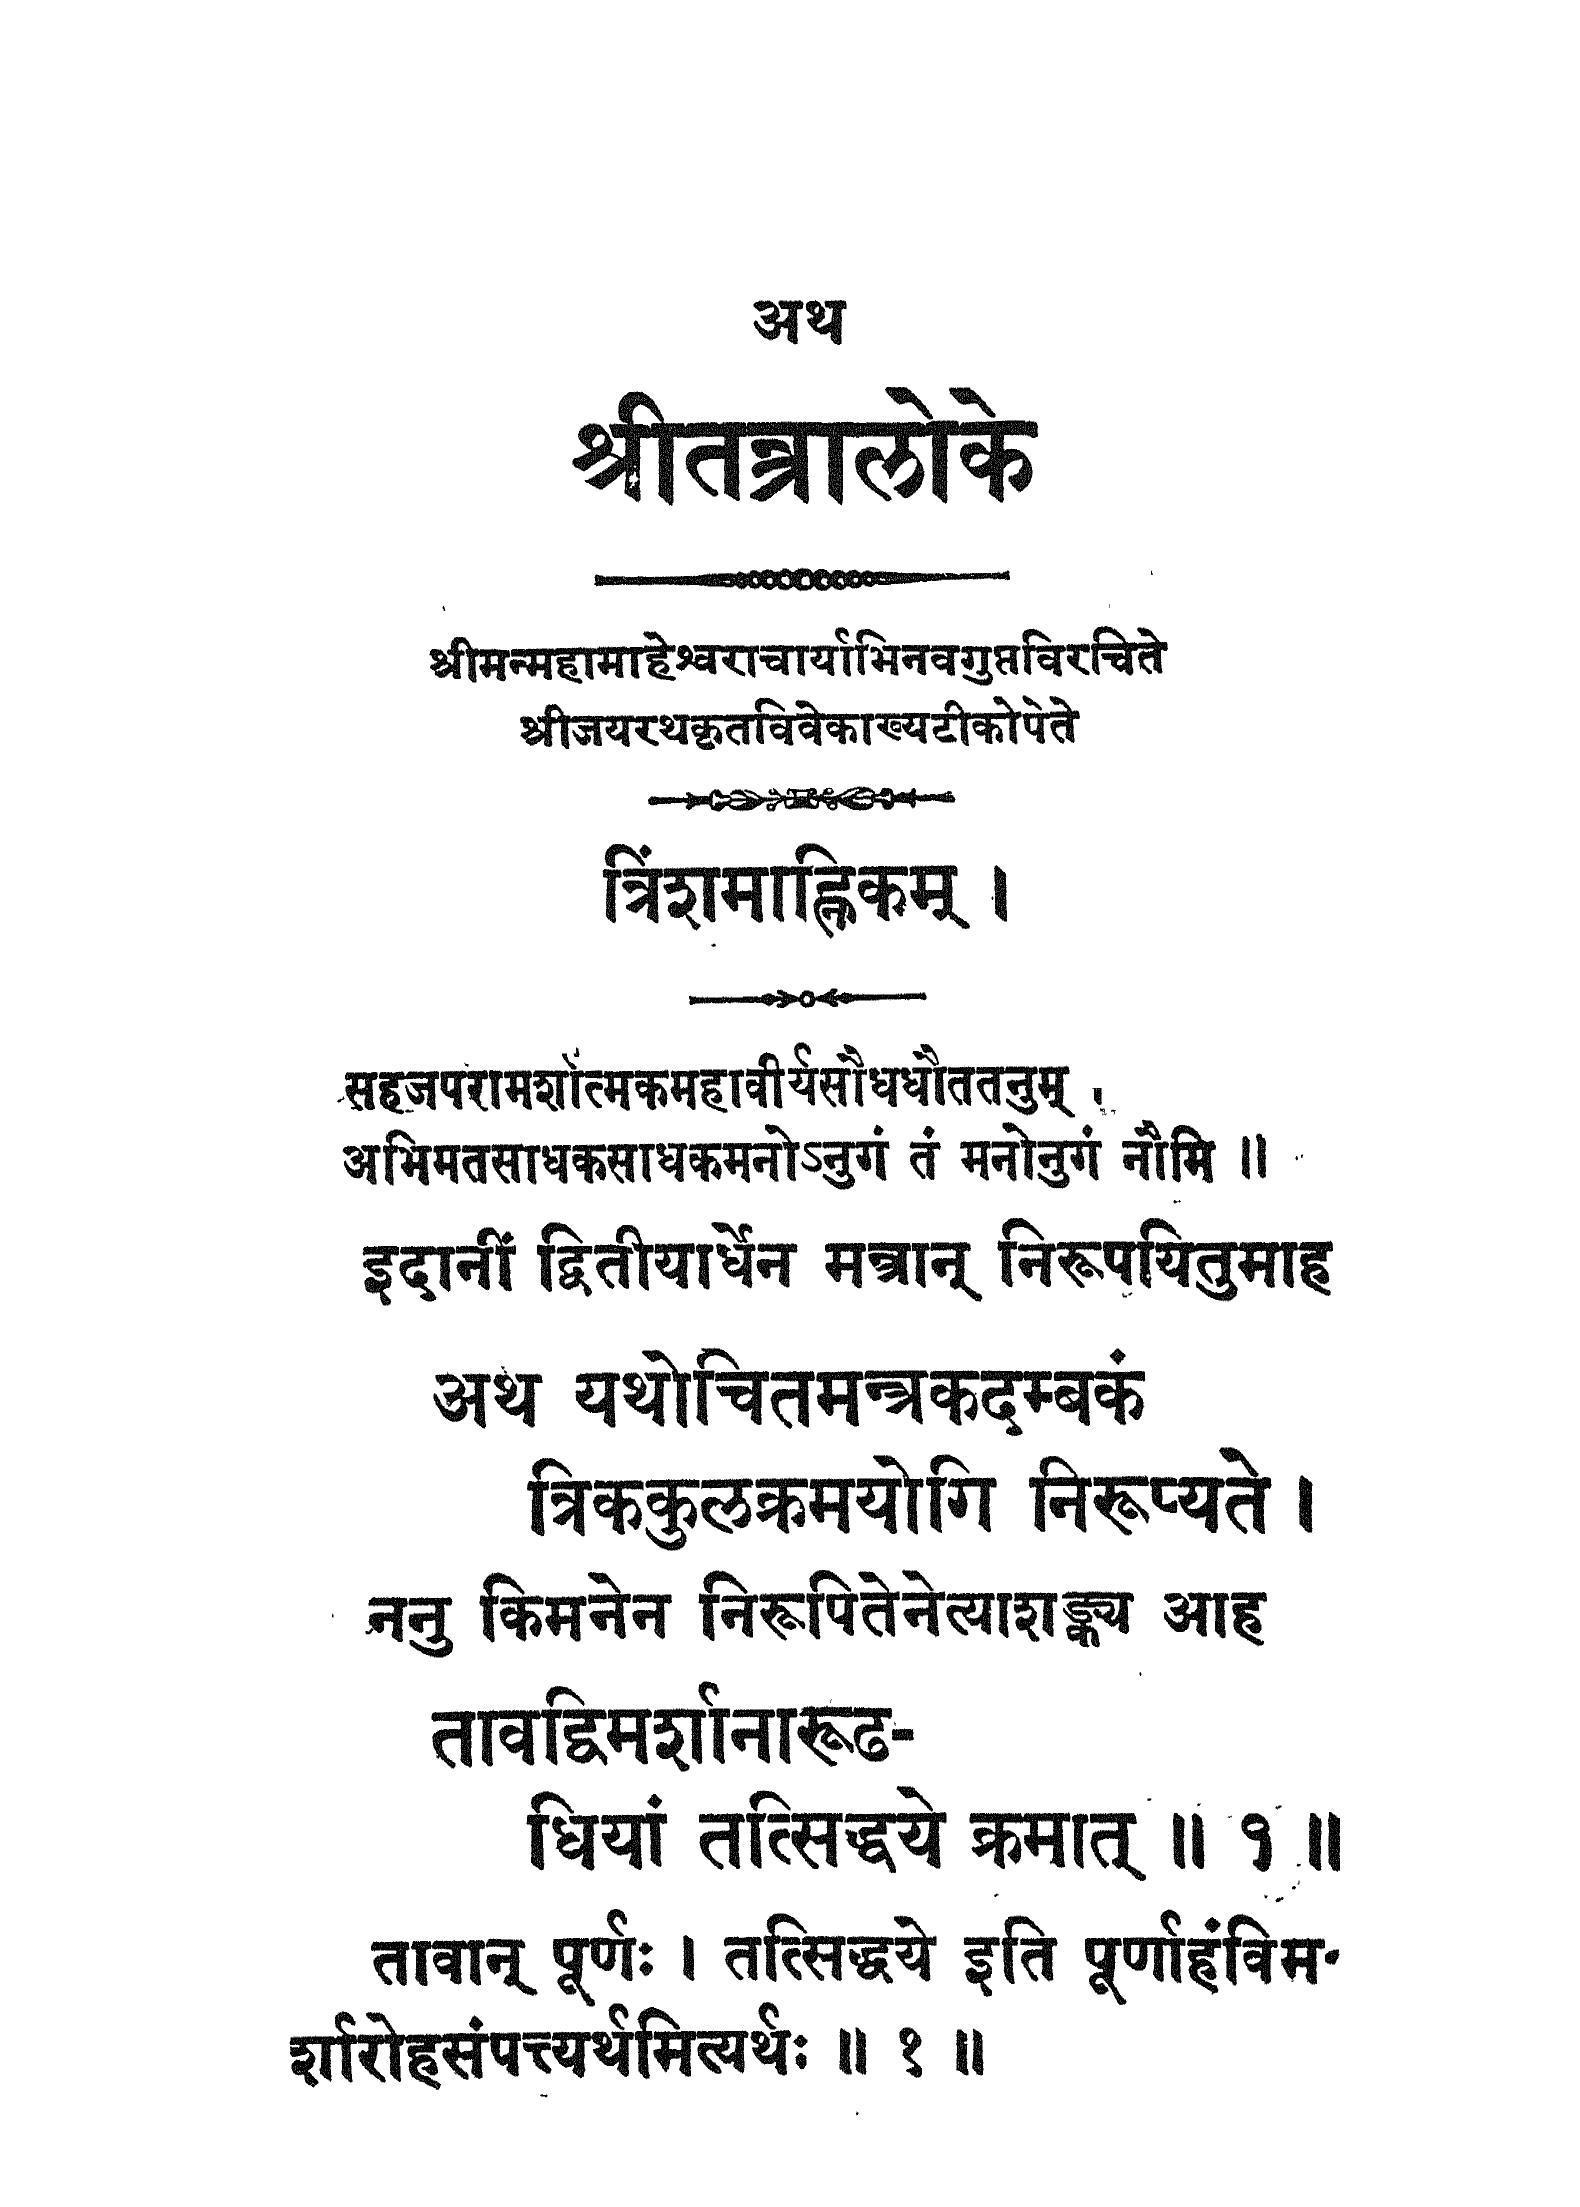 अथ
श्रीतन्त्रालोके
श्रीमन्महामाहेश्वराचार्याभिनवगुप्तविरचिते
श्रीजयरथकृतविवेकाख्यटीकोपेते
त्रिंशमाह्निकम् ।
सहजपरामर्शात्मकमहावीर्यसौधधौततनुम् ।
अभिमतसाधकसाधकमनोऽनुगं तं मनोनुगं नौमि ॥
इदानीं द्वितीयार्धेन मन्त्रान् निरूपयितुमाह
अथ यथोचितमन्त्रकदम्बकं
त्रिककुलक्रमयोगि निरूप्यते ।
ननु किमनेन निरूपितेनेत्याशङ्क्य आह
तावद्विमर्शानारूढ-
धियां तत्सिद्धये क्रमात् ॥ १ ॥
तावान् पूर्णः । तत्सिद्धये इति पूर्णाहंविम-
र्शारोहसंपत्त्यर्थमित्यर्थः ॥ १ ॥